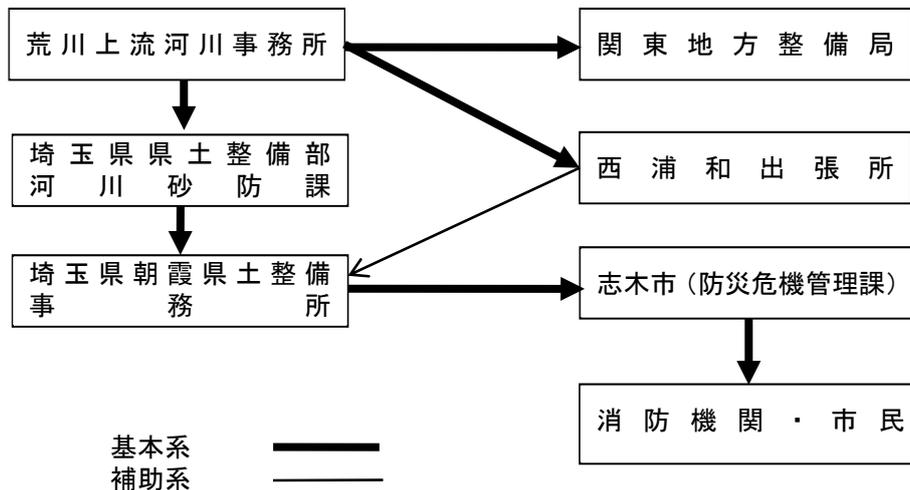 荒川上流河川事務所
関東地方整備局
埼玉県県土整備部
河川砂防課
西浦和出張所
埼玉県朝霞県土整備
事務所
志木市（防災危機管理課）
消防機関・市民
基本系
補助系